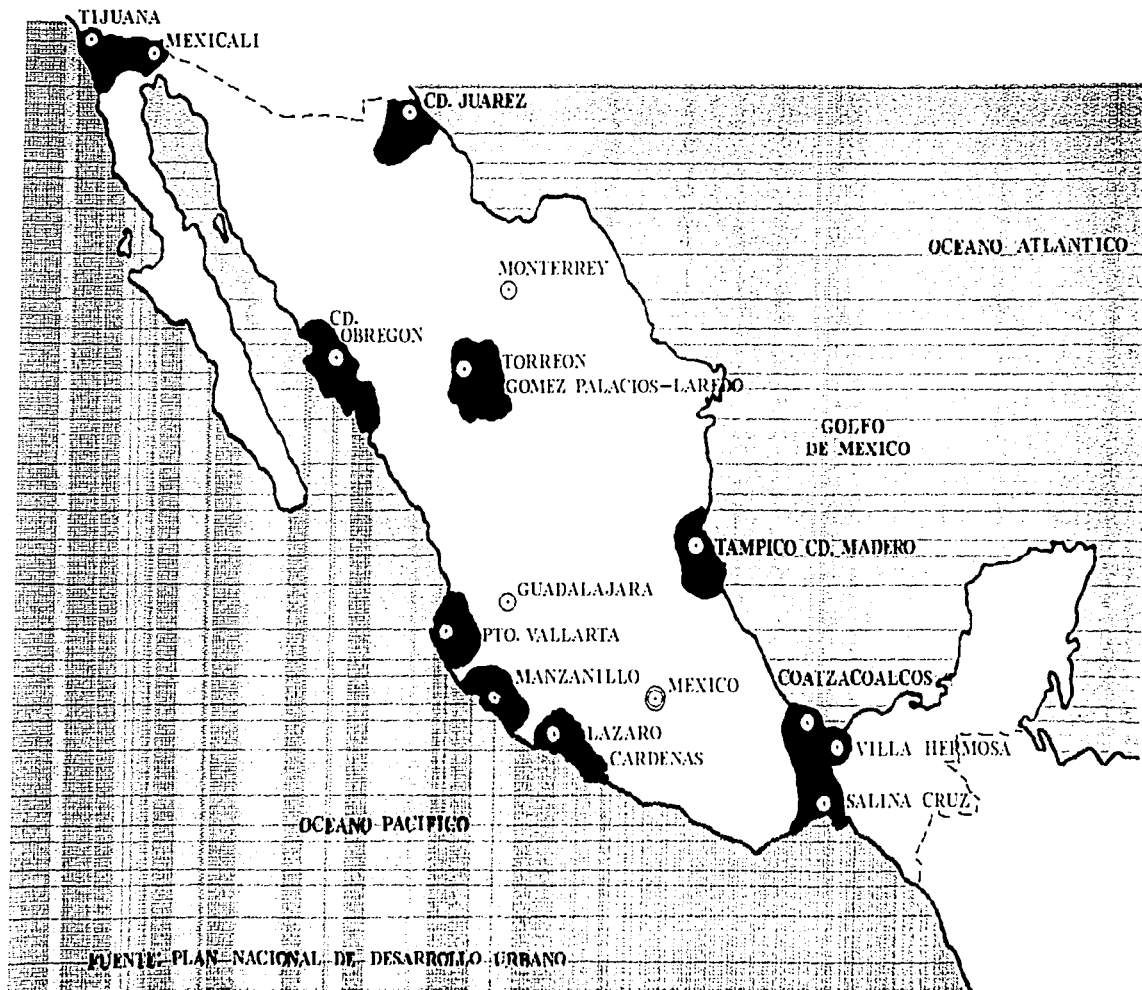 TIJUANA
MEXICALI
CD. JUAREZ
OCEANO ATLANTICO
MONTERREY
CD.
OBREGON
TORREON
GOMEZ PALACIOS-LAREDO
GOLFO
DE MEXICO
TAMPICO CD. MADERO
GUADALAJARA
PTO. VALLARTA
MANZANILLO
MEXICO
COATZACOALCOS
LAZARO
CARDENAS
VILLA HERMOSA
SALINA CRUZ
OCEANO PACIFICO
FUENTE: PLAN NACIONAL DE DESARROLLO URBANO